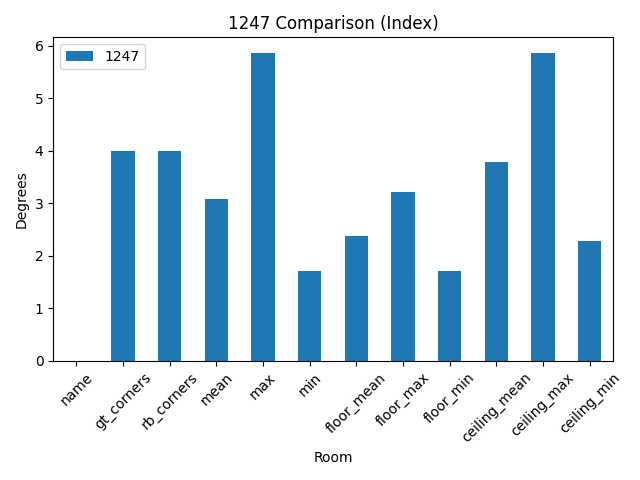 1247 Comparison (Index)
1247
6
5
4
3
2
1
0
Degrees
name
gt_corners
rb_corners
mean
max
min
floor_mean
floor_max
floor_min
ceiling_mean
ceiling_max
ceiling_min
Room